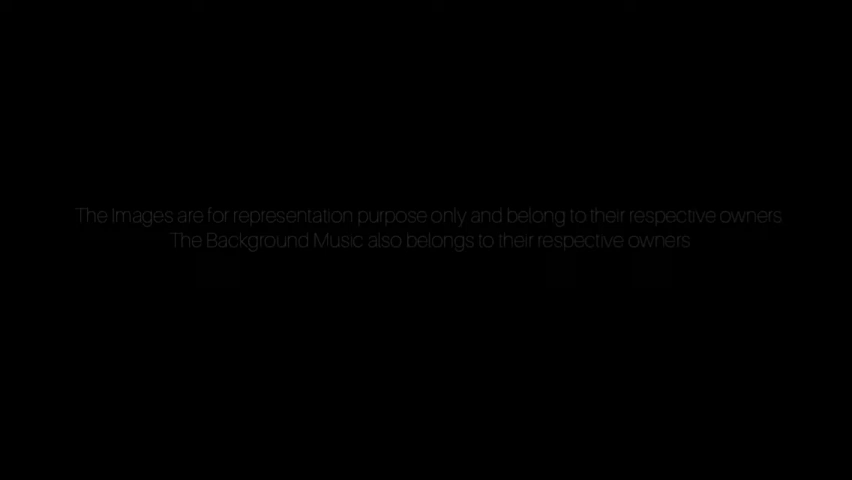 The Images are for representation purpose only and belong to their respective owners
The Background Music also belongs to their respective owners